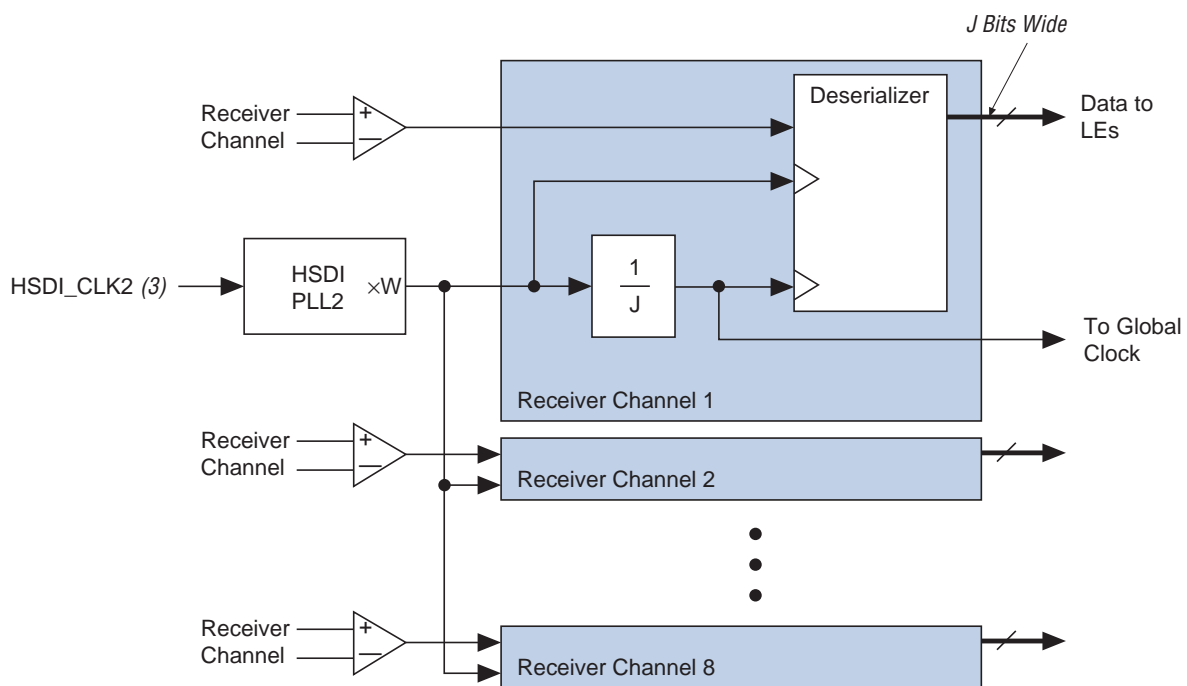 J Bits Wide
Receiver
Channel
+
–
Deserializer
Data to
LEs
HSDI_CLK2 (3)
HSDI
PLL2
×W
1
J
To Global
Clock
Receiver Channel 1
Receiver
Channel
+
–
Receiver Channel 2
Receiver
Channel
+
–
Receiver Channel 8